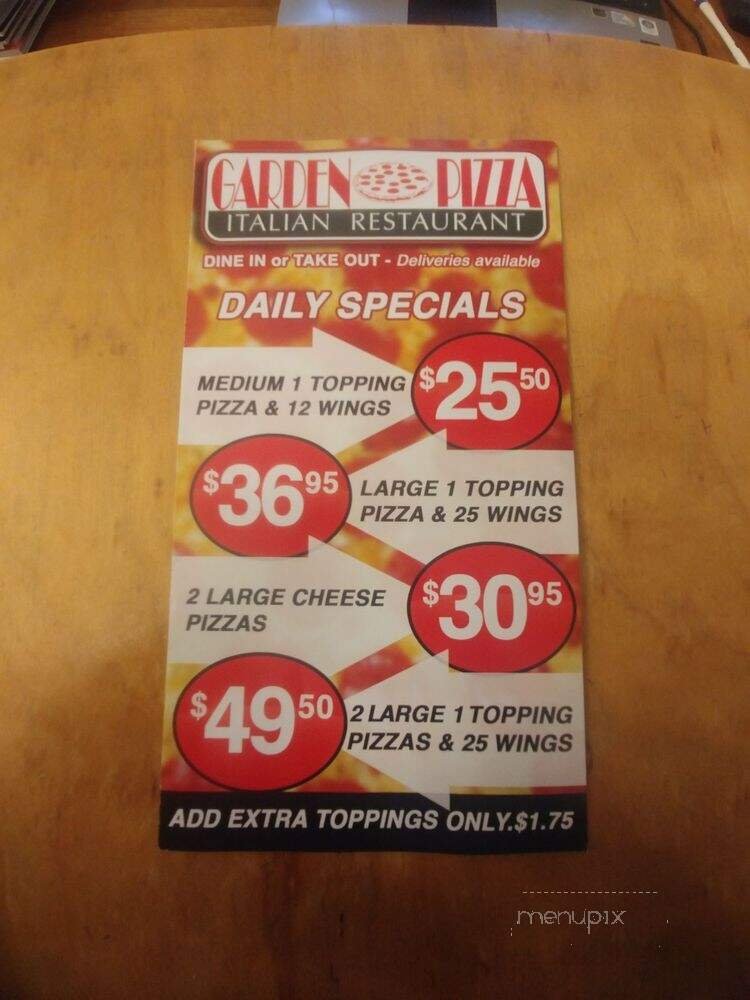 GARDEN PIZZA
ITALIAN RESTAURANT
DINE IN or TAKE OUT - Deliveries available
DAILY SPECIALS
MEDIUM 1 TOPPING
PIZZA & 12 WINGS
$25 50
$36 95
LARGE 1 TOPPING
PIZZA & 25 WINGS
2 LARGE CHEESE
PIZZAS
$30 95
$49 50
2 LARGE 1 TOPPING
PIZZAS & 25 WINGS
ADD EXTRA TOPPINGS ONLY.$1.75
menupix